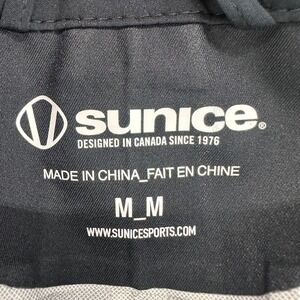 sunice®
DESIGNED IN CANADA SINCE 1976
MADE IN CHINA_FAIT EN CHINE
M_M
WWW.SUNICESPORTS.COM